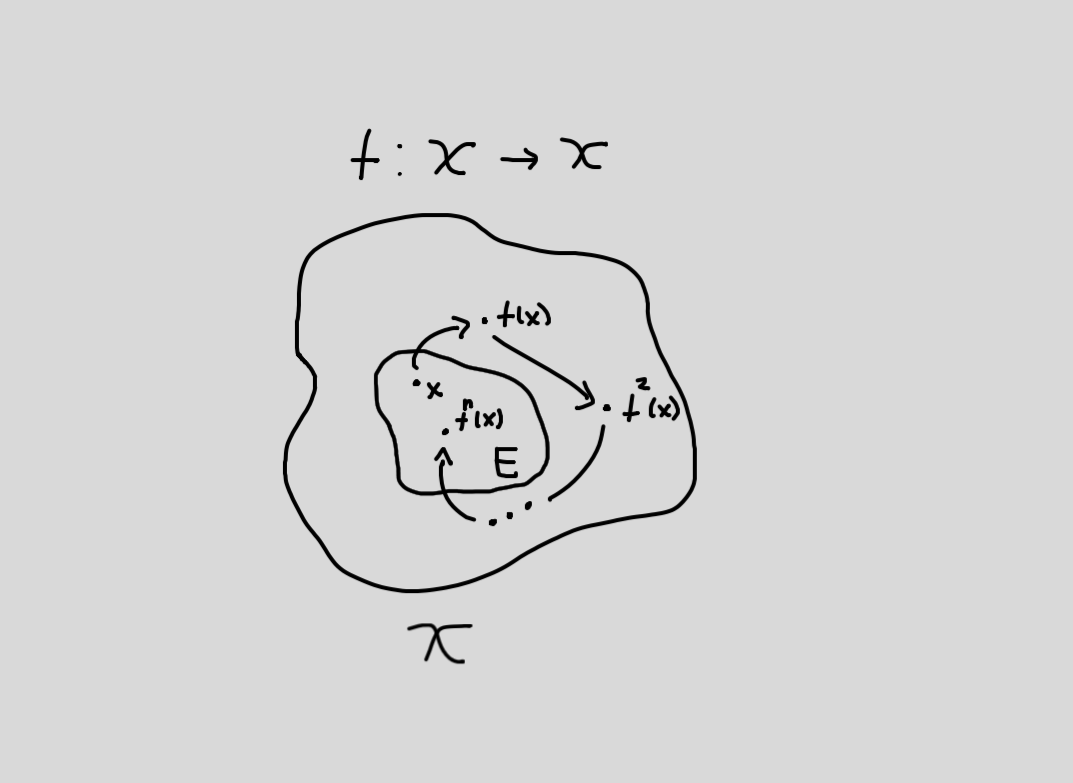 f: X → X
f(x)
x
f²(x)
fⁿ(x)
E
X